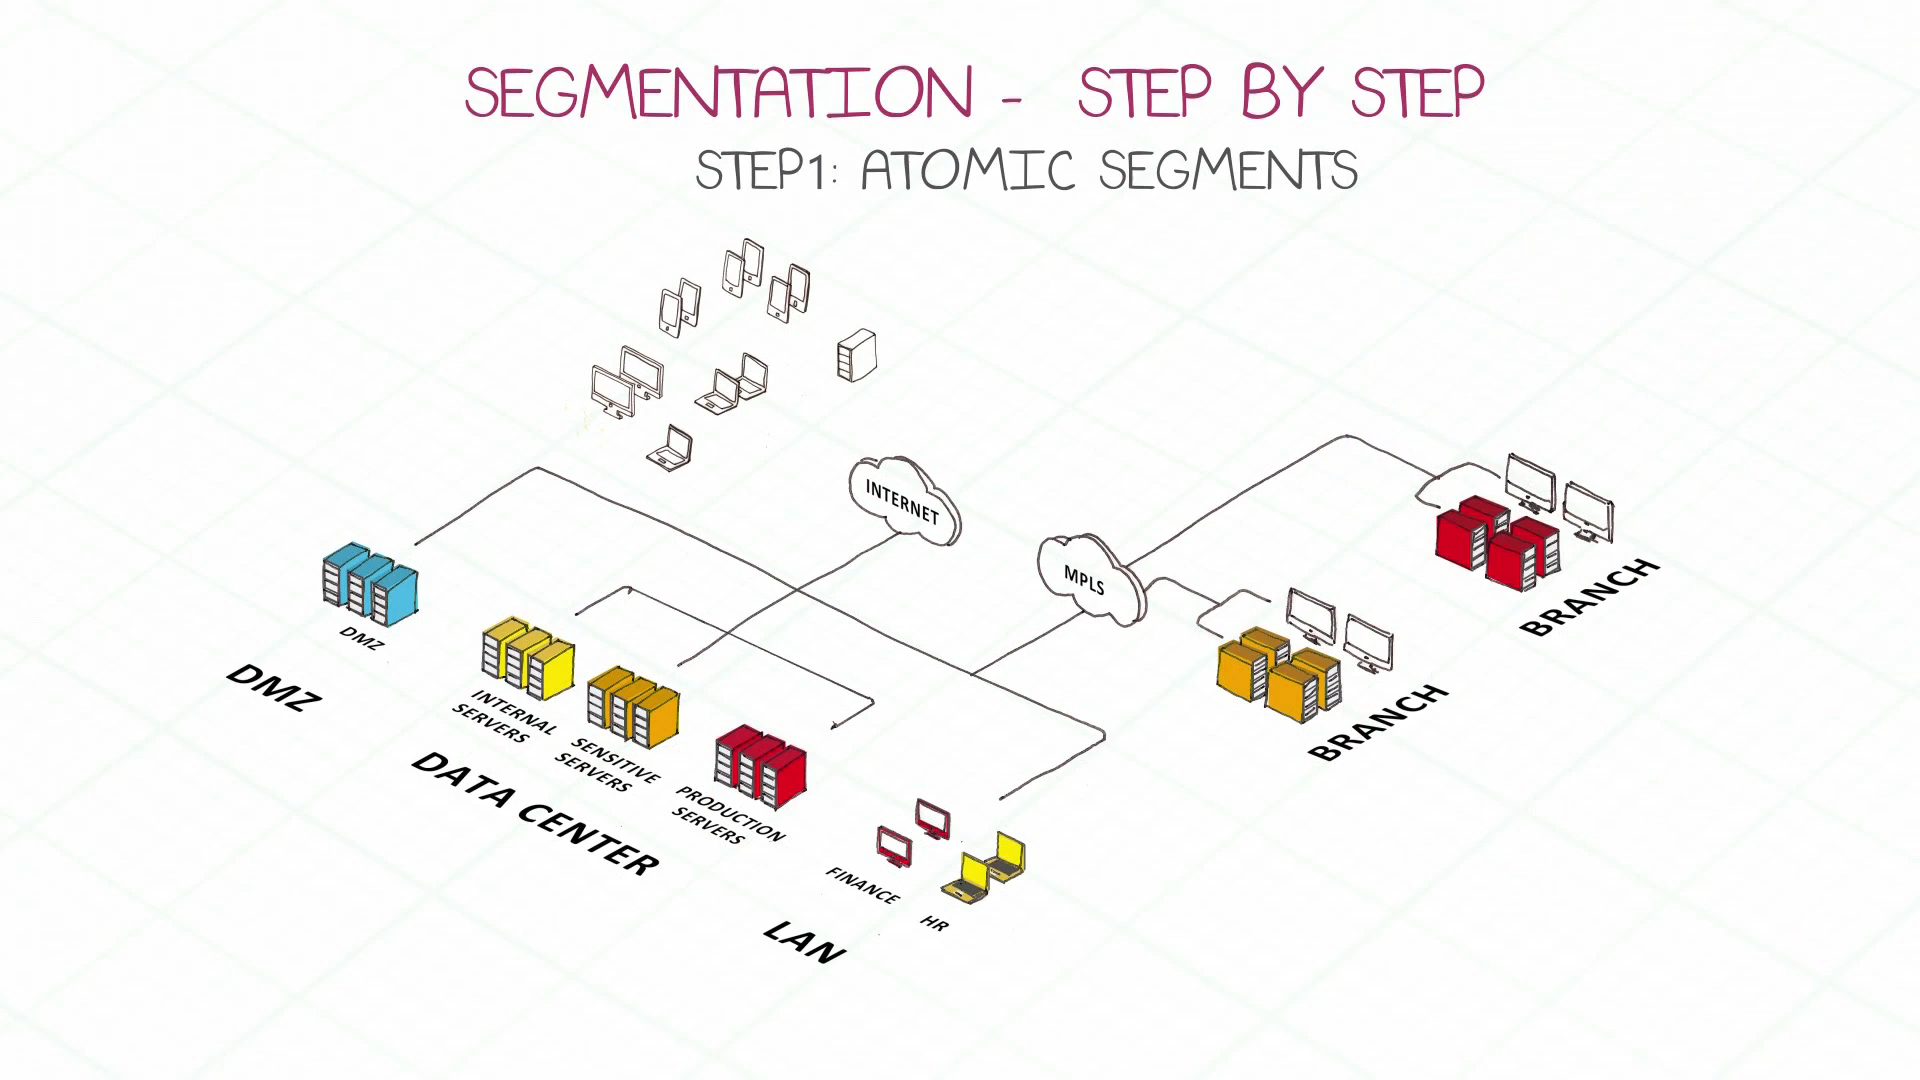 SEGMENTATION - STEP BY STEP
STEP1: ATOMIC SEGMENTS
INTERNET
MPLS
BRANCH
BRANCH
DMZ
DMZ
INTERNAL
SERVERS
SENSITIVE
SERVERS
PRODUCTION
SERVERS
DATA CENTER
FINANCE
HR
LAN